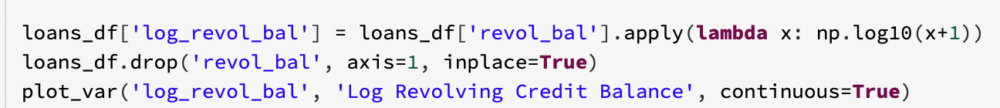 loans_df['log_revol_bal'] = loans_df['revol_bal'].apply(lambda x: np.log10(x+1))
loans_df.drop('revol_bal', axis=1, inplace=True)
plot_var('log_revol_bal', 'Log Revolving Credit Balance', continuous=True)